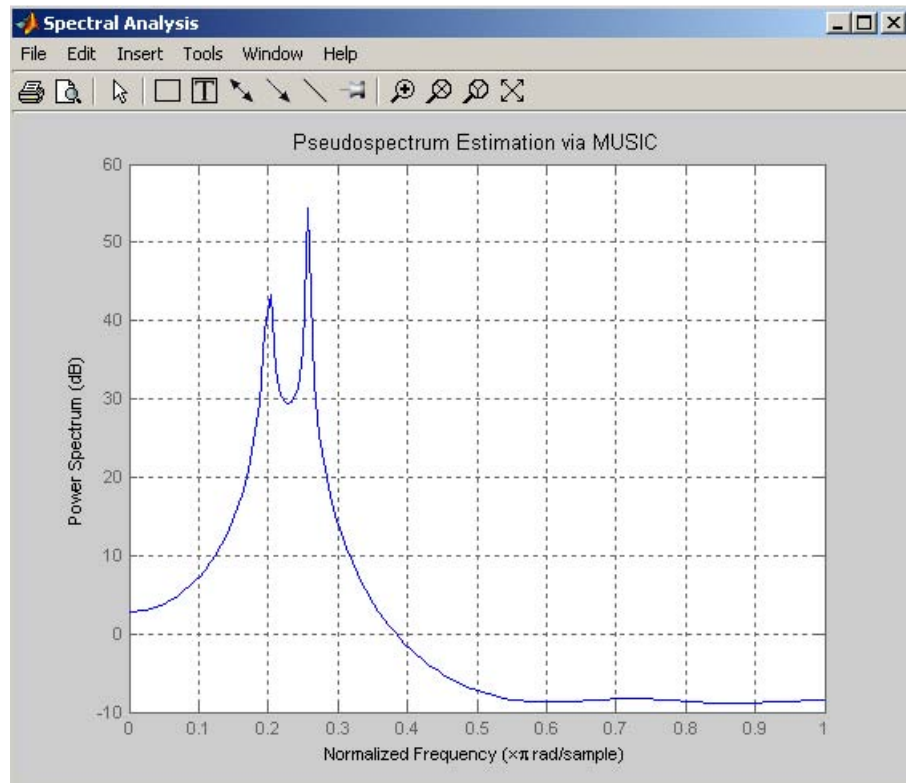 Spectral Analysis
File Edit Insert Tools Window Help
T
Pseudospectrum Estimation via MUSIC
60
50
40
30
20
10
0
-10
Power Spectrum (dB)
0 0.1 0.2 0.3 0.4 0.5 0.6 0.7 0.8 0.9 1
Normalized Frequency (×π rad/sample)